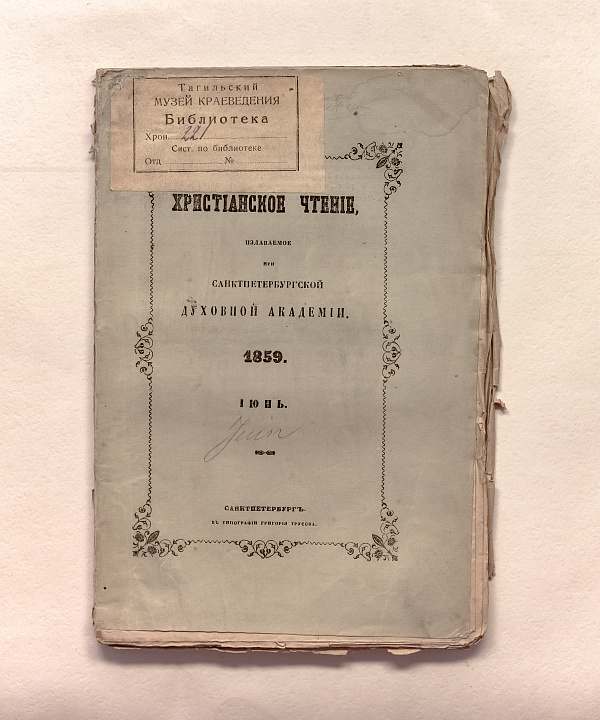 Тагильский
МУЗЕЙ КРАЕВЕДЕНИЯ
Библиотека
Хрон. 221
Сист. по библиотеке
Отд №
ХРИСТІАНСКОЕ ЧТЕНІЕ,
ИЗДАВАЕМОЕ
ПРИ
САНКТПЕТЕРБУРГСКОЙ
ДУХОВНОЙ АКАДЕМІИ.
1859.
ІЮНЬ.
Juin
САНКТПЕТЕРБУРГЪ.
ВЪ ТИПОГРАФІИ ГРИГОРІЯ ТРУСОВА.